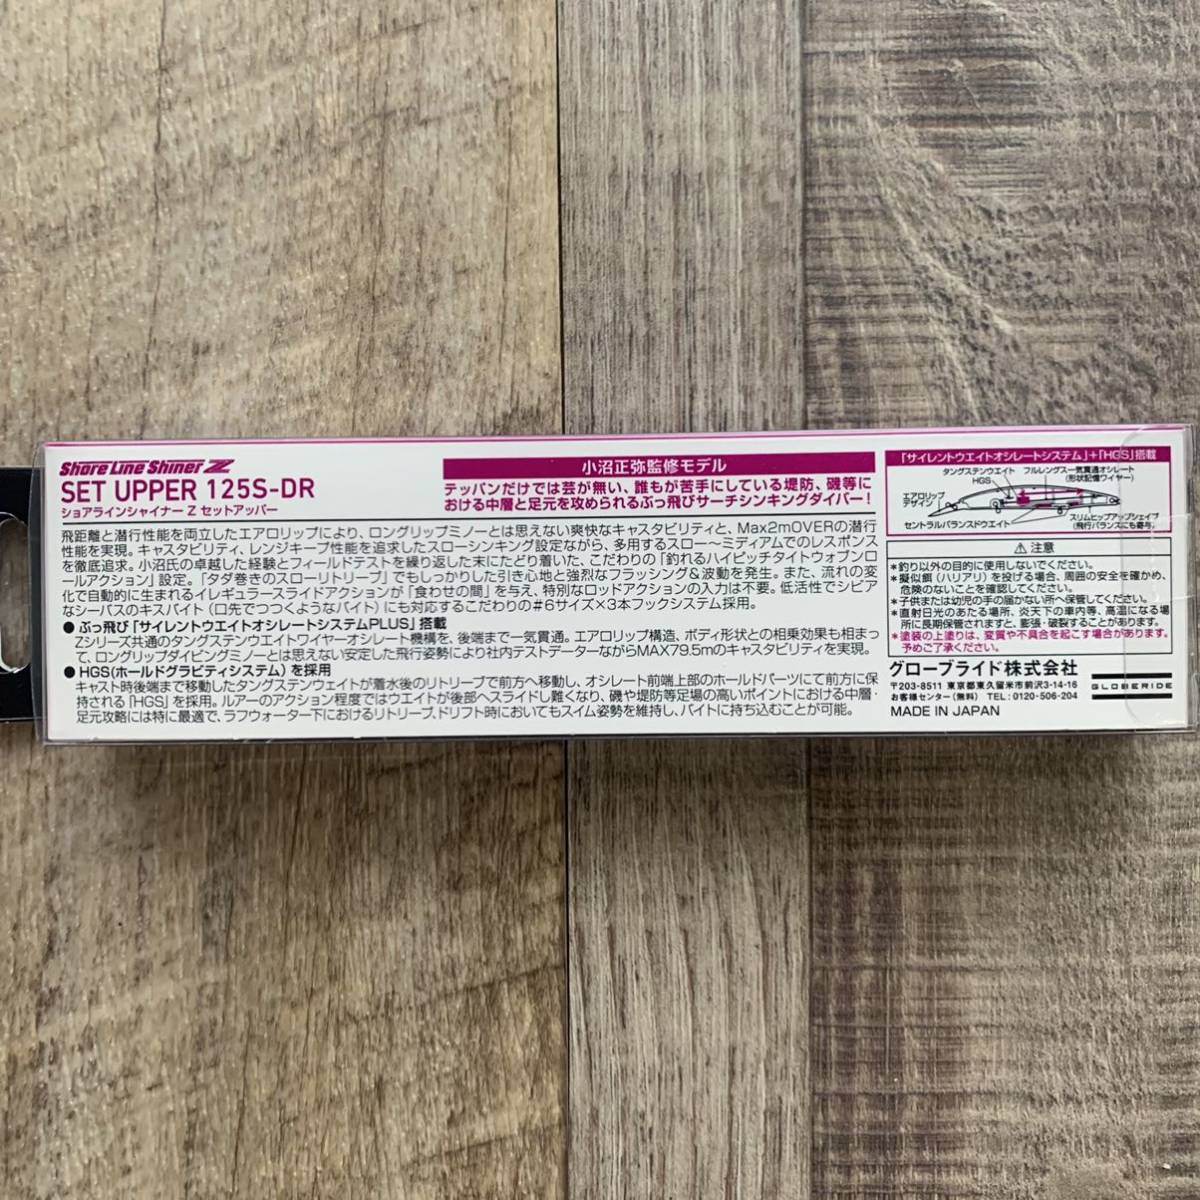 Shore Line Shiner Z
SET UPPER 125S-DR
ショアラインシャイナー Z セットアッパー
小沼正弥監修モデル
テッパンだけでは芸が無い、誰もが苦手にしている堤防、磯等に
おける中層と足元を攻められるぶっ飛びサーチシンキングダイバー!
飛距離と潜行性能を両立したエアロリップにより、ロングリップミノーとは思えない爽快なキャスタビリティと、Max2mOVERの潜行
性能を実現。キャスタビリティ、レンジキープ性能を追求したスローシンキング設定ながら、多用するスロー〜ミディアムでのレスポンス
を徹底追求。小沼氏の卓越した経験とフィールドテストを繰り返した末にたどり着いた、こだわりの「釣れるハイピッチタイトウォブンロ
ールアクション」設定。「タダ巻きのスローリトリーブ」でもしっかりした引き心地と強烈なフラッシング&波動を発生。また、流れの変
化で自動的に生まれるイレギュラースライドアクションが「食わせの間」を与え、特別なロッドアクションの入力は不要。低活性でシビア
なシーバスのキスバイト(口先でつつくようなバイト)にも対応するこだわりの#6サイズ×3本フックシステム採用。
●ぶっ飛び「サイレントウエイトオシレートシステムPLUS」搭載
Zシリーズ共通のタングステンウエイトワイヤーオシレート機構を、後端まで一気貫通。エアロリップ構造、ボディ形状との相乗効果も相まっ
て、ロングリップダイビングミノーとは思えない安定した飛行姿勢により社内テストデーターながらMAX79.5mのキャスタビリティを実現。
●HGS(ホールドグラビティシステム)を採用
キャスト時後端まで移動したタングステンウェイトが着水後のリトリーブで前方へ移動し、オシレート前端上部のホールドパーツにて前方に保
持される「HGS」を採用。ルアーのアクション程度ではウエイトが後部へスライドし難くなり、磯や堤防等足場の高いポイントにおける中層・
足元攻略には特に最適で、ラフウォーター下におけるリトリーブ、ドリフト時においてもスイム姿勢を維持し、バイトに持ち込むことが可能。
「サイレントウエイトオシレートシステム」+「HGS」搭載
タングステンウエイト フルレングス一気貫通オシレート
HGS (形状記憶ワイヤー)
エアロリップ
デザイン
セントラルバランスドウエイト
スリムヒップアップシェイプ
飛行バランスにも寄与。
⚠注意
*釣り以外の目的に使用しないでください。
*擬似餌(ハリアリ)を投げる場合、周囲の安全を確かめ、
危険のないことを確認してください。
*子供または幼児の手の届かない所へ保管してください。
*直射日光のあたる場所、炎天下の車内等、高温になる場
所に長期保管されますと、膨張・破裂することがあります。
*塗装の上塗りは、変質や不具合を起こす場合があります。
予めご了承ください。
グローブライド株式会社
〒203-8511 東京都東久留米市前沢3-14-16
お客様センター(無料) TEL:0120-506-204
MADE IN JAPAN
GLOBERIDE